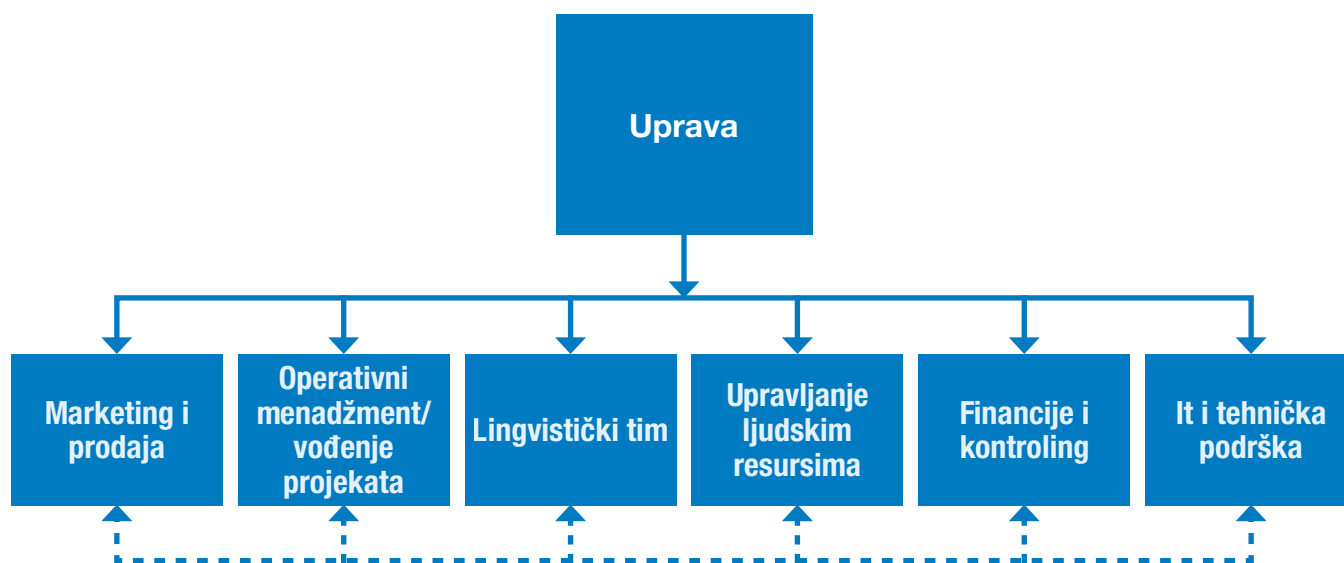 Uprava
Marketing i
prodaja
Operativni
menadžment/
vođenje
projekata
Lingvistički tim
Upravljanje
ljudskim
resursima
Financije i
kontroling
It i tehnička
podrška